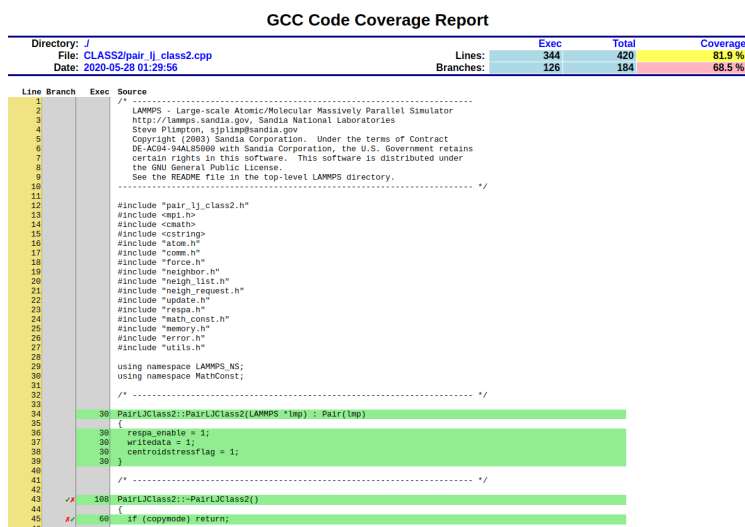 GCC Code Coverage Report
Directory: ./ Exec Total Coverage
File: CLASS2/pair_lj_class2.cpp Lines: 344 420 81.9 %
Date: 2020-05-28 01:29:56 Branches: 126 184 68.5 %
Line Branch Exec Source
1 /* ----------------------------------------------------------------------
2 LAMMPS - Large-scale Atomic/Molecular Massively Parallel Simulator
3 http://lammps.sandia.gov, Sandia National Laboratories
4 Steve Plimpton, sjplimp@sandia.gov
5 Copyright (2003) Sandia Corporation. Under the terms of Contract
6 DE-AC04-94AL85000 with Sandia Corporation, the U.S. Government retains
7 certain rights in this software. This software is distributed under
8 the GNU General Public License.
9 See the README file in the top-level LAMMPS directory.
10 ------------------------------------------------------------------------- */
11
12 #include "pair_lj_class2.h"
13 #include <mpi.h>
14 #include <cmath>
15 #include <cstring>
16 #include "atom.h"
17 #include "comm.h"
18 #include "force.h"
19 #include "neighbor.h"
20 #include "neigh_list.h"
21 #include "neigh_request.h"
22 #include "update.h"
23 #include "respa.h"
24 #include "math_const.h"
25 #include "memory.h"
26 #include "error.h"
27 #include "utils.h"
28
29 using namespace LAMMPS_NS;
30 using namespace MathConst;
31
32 /* ---------------------------------------------------------------------- */
33
34 30 PairLJClass2::PairLJClass2(LAMMPS *lmp) : Pair(lmp)
35 {
36 30 respa_enable = 1;
37 30 writedata = 1;
38 30 centroidstressflag = 1;
39 30 }
40
41 /* ---------------------------------------------------------------------- */
42
43 ✓✗ 108 PairLJClass2::~PairLJClass2()
44 {
45 ✗✓ 60 if (copymode) return;